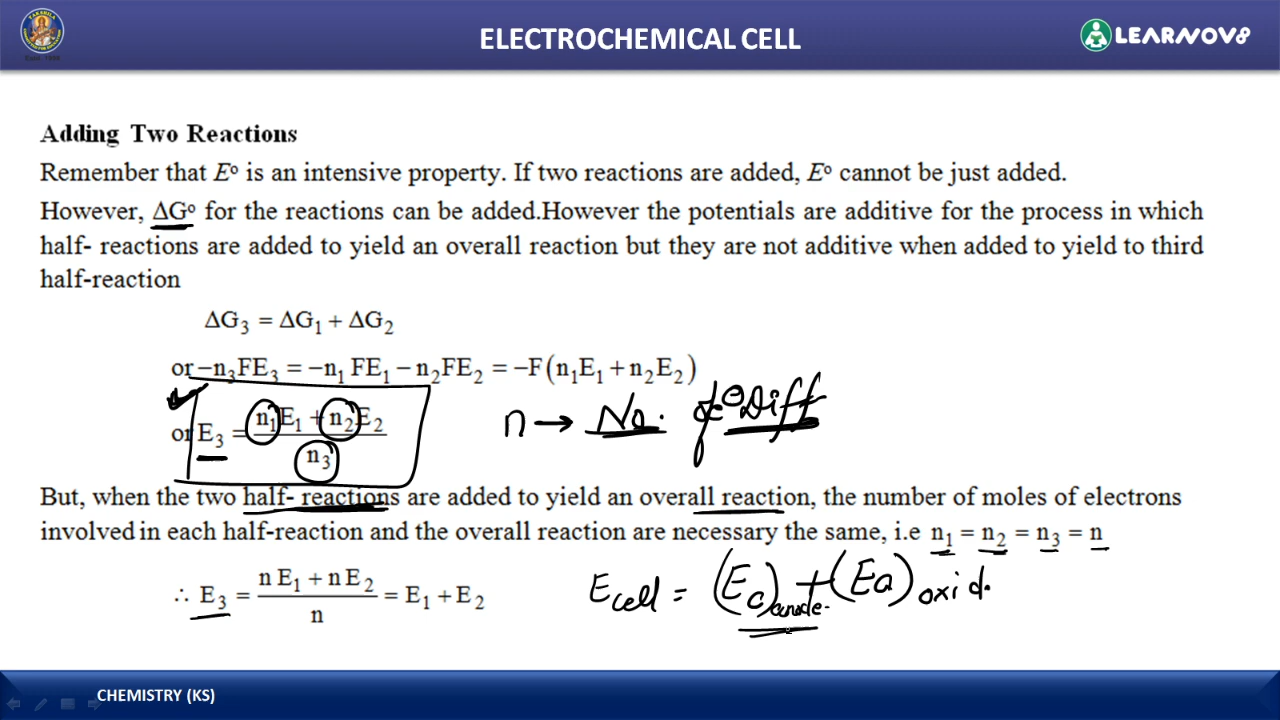 ELECTROCHEMICAL CELL
LEARNOV8
Adding Two Reactions
Remember that E° is an intensive property. If two reactions are added, E° cannot be just added.
However, ΔG° for the reactions can be added.However the potentials are additive for the process in which
half- reactions are added to yield an overall reaction but they are not additive when added to yield to third
half-reaction
ΔG₃ = ΔG₁ + ΔG₂
or −n₃FE₃ = −n₁ FE₁ − n₂FE₂ = −F(n₁E₁ + n₂E₂)
or E₃ = (n₁E₁ + n₂E₂) / n₃
n → No. of e Diff
But, when the two half- reactions are added to yield an overall reaction, the number of moles of electrons
involved in each half-reaction and the overall reaction are necessary the same, i.e n₁ = n₂ = n₃ = n
∴ E₃ = (n E₁ + n E₂) / n = E₁ + E₂
Ecell = (Ec) + (Ea) oxid.
CHEMISTRY (KS)